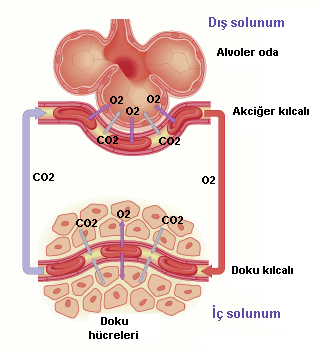 Dış solunum
Alvoler oda
O2
O2
O2
Akciğer kılcalı
CO2
CO2
CO2
O2
CO2
O2
CO2
Doku kılcalı
İç solunum
Doku
hücreleri